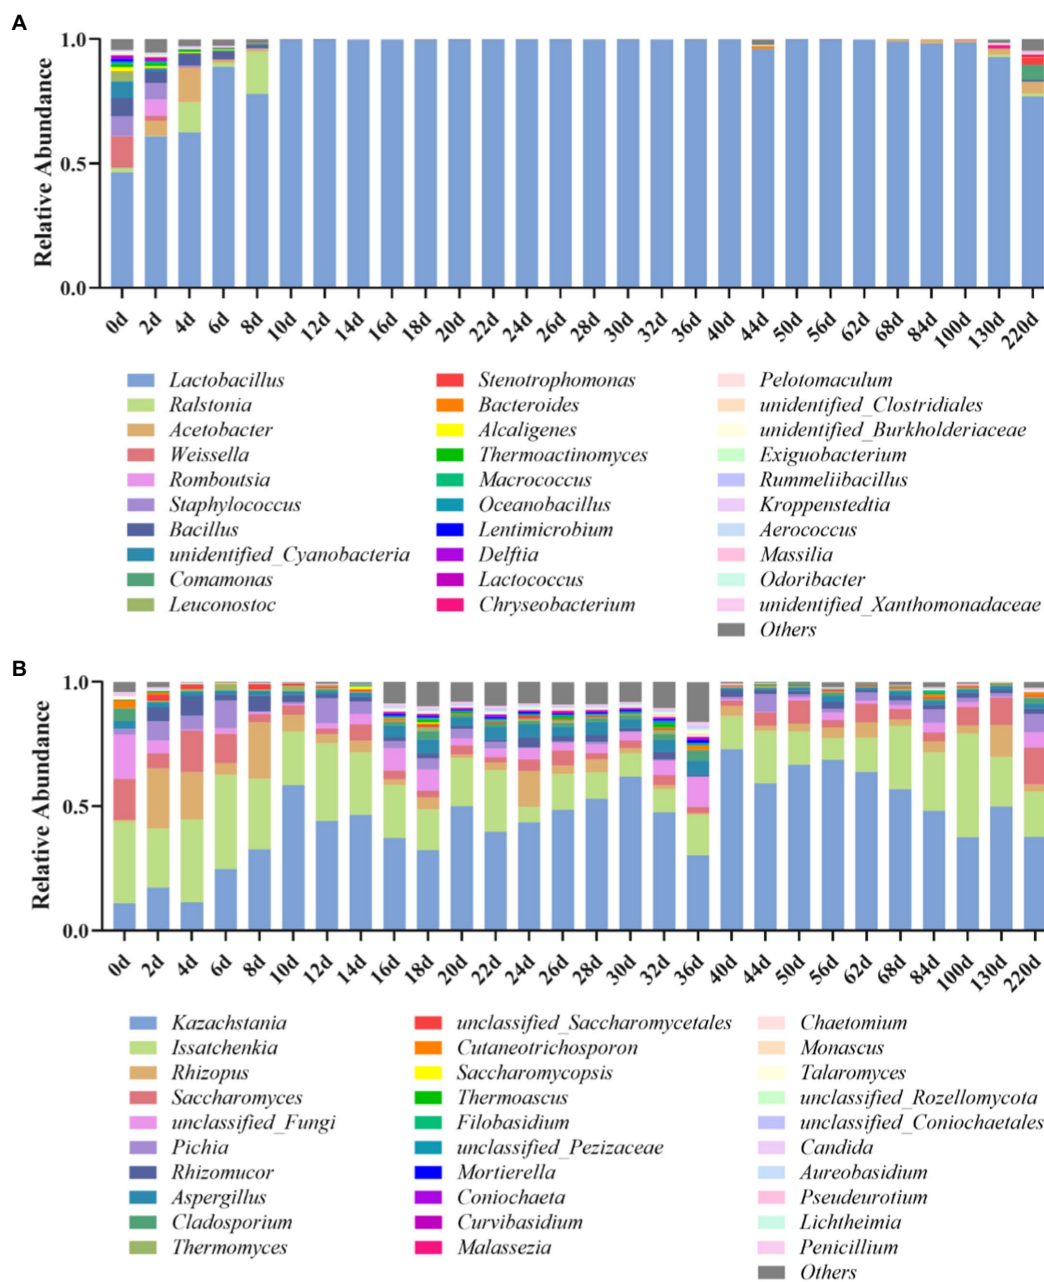 A
Relative Abundance
1.0
0.5
0.0
0d 2d 4d 6d 8d 10d 12d 14d 16d 18d 20d 22d 24d 26d 28d 30d 32d 36d 40d 44d 50d 56d 62d 68d 84d 100d 130d 220d
Lactobacillus
Ralstonia
Acetobacter
Weissella
Romboutsia
Staphylococcus
Bacillus
unidentified_Cyanobacteria
Comamonas
Leuconostoc
Stenotrophomonas
Bacteroides
Alcaligenes
Thermoactinomyces
Macrococcus
Oceanobacillus
Lentimicrobium
Delftia
Lactococcus
Chryseobacterium
Pelotomaculum
unidentified_Clostridiales
unidentified_Burkholderiaceae
Exiguobacterium
Rummeliibacillus
Kroppenstedtia
Aerococcus
Massilia
Odoribacter
unidentified_Xanthomonadaceae
Others
B
Relative Abundance
1.0
0.5
0.0
0d 2d 4d 6d 8d 10d 12d 14d 16d 18d 20d 22d 24d 26d 28d 30d 32d 36d 40d 44d 50d 56d 62d 68d 84d 100d 130d 220d
Kazachstania
Issatchenkia
Rhizopus
Saccharomyces
unclassified_Fungi
Pichia
Rhizomucor
Aspergillus
Cladosporium
Thermomyces
unclassified_Saccharomycetales
Cutaneotrichosporon
Saccharomycopsis
Thermoascus
Filobasidium
unclassified_Pezizaceae
Mortierella
Coniochaeta
Curvibasidium
Malassezia
Chaetomium
Monascus
Talaromyces
unclassified_Rozellomycota
unclassified_Coniochaetales
Candida
Aureobasidium
Pseudeurotium
Lichtheimia
Penicillium
Others